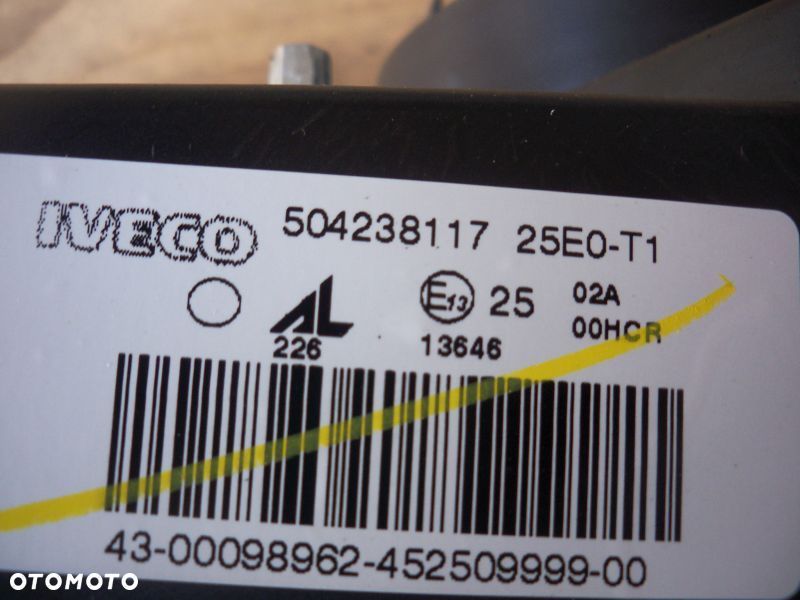 IVECO 504238117 25E0-T1
AL E13 25 02A
226 13646 00HCR
43-00098962-452509999-00
OTOMOTO